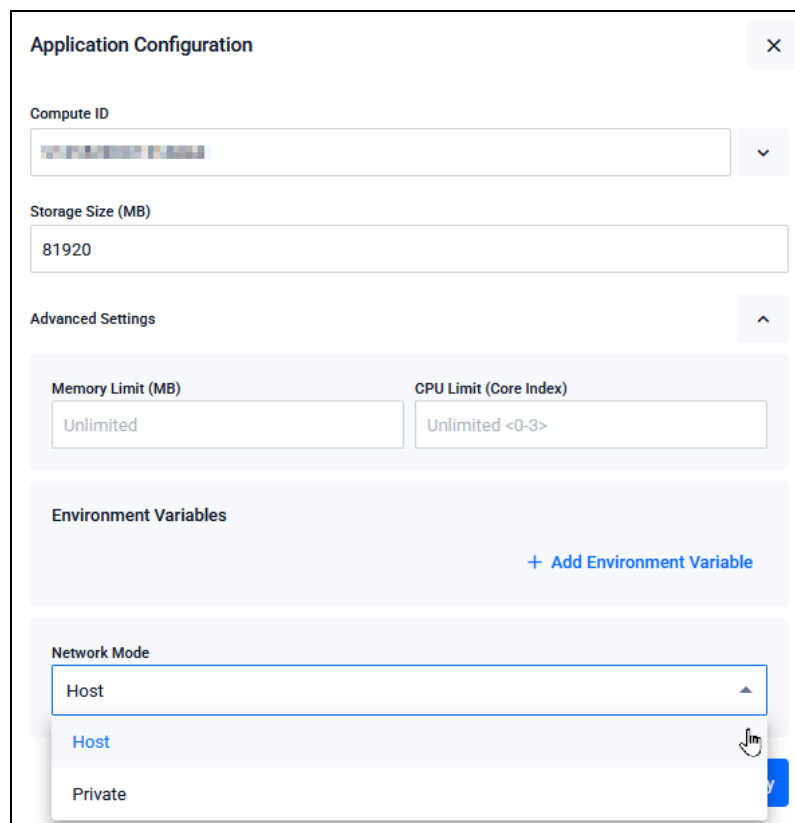 Application Configuration
Compute ID
Storage Size (MB)
81920
Advanced Settings
Memory Limit (MB) CPU Limit (Core Index)
Unlimited Unlimited <0-3>
Environment Variables
+ Add Environment Variable
Network Mode
Host
Host
Private